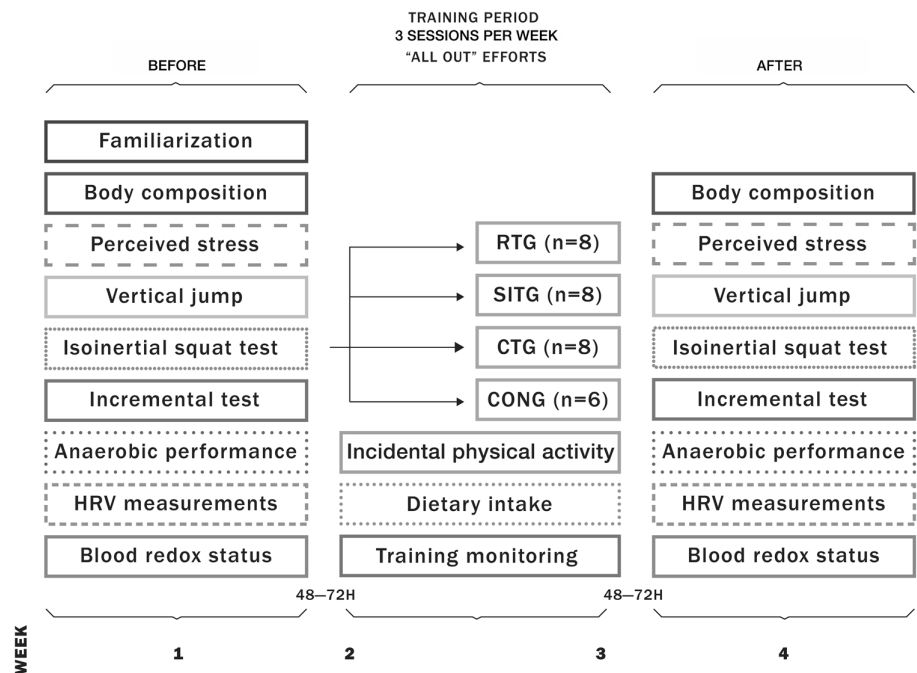 TRAINING PERIOD
3 SESSIONS PER WEEK
“ALL OUT” EFFORTS
BEFORE
AFTER
Familiarization
Body composition
Perceived stress
Vertical jump
Isoinertial squat test
Incremental test
Anaerobic performance
HRV measurements
Blood redox status
RTG (n=8)
SITG (n=8)
CTG (n=8)
CONG (n=6)
Incidental physical activity
Dietary intake
Training monitoring
Body composition
Perceived stress
Vertical jump
Isoinertial squat test
Incremental test
Anaerobic performance
HRV measurements
Blood redox status
48–72H
48–72H
WEEK
1
2
3
4